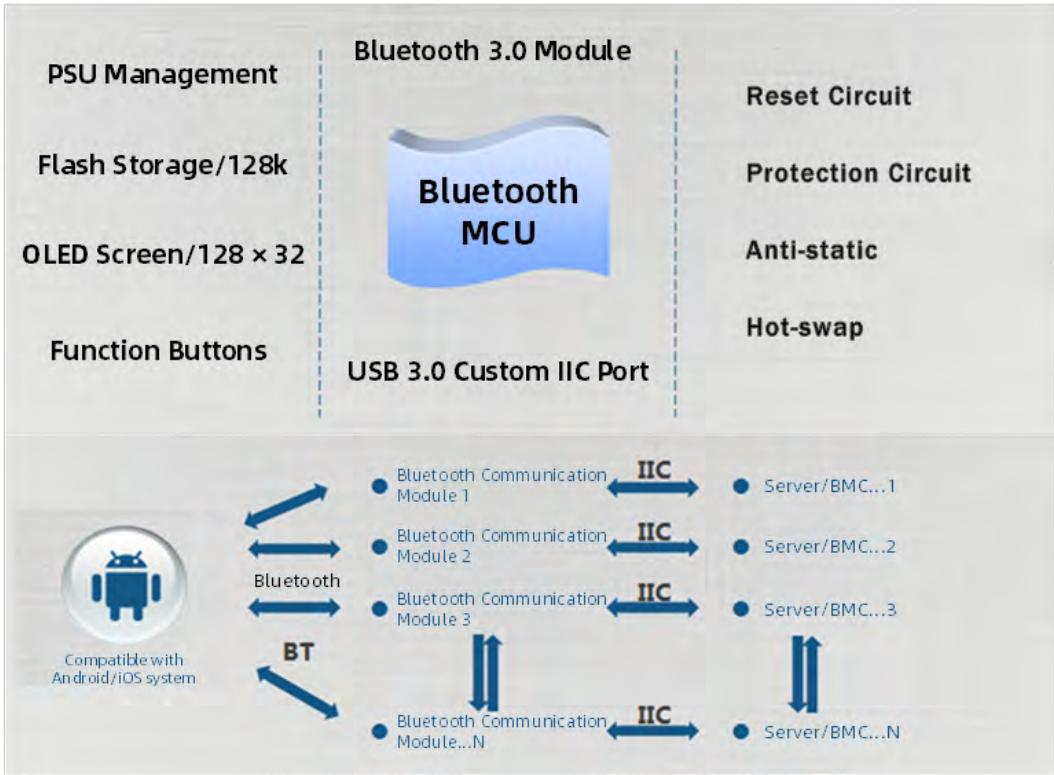 PSU Management
Flash Storage/128k
OLED Screen/128 × 32
Function Buttons
Bluetooth 3.0 Module
Bluetooth
MCU
USB 3.0 Custom IIC Port
Reset Circuit
Protection Circuit
Anti-static
Hot-swap
Compatible with
Android/iOS system
Bluetooth
BT
Bluetooth Communication
Module 1
IIC
Server/BMC...1
Bluetooth Communication
Module 2
IIC
Server/BMC...2
Bluetooth Communication
Module 3
IIC
Server/BMC...3
Bluetooth Communication
Module...N
IIC
Server/BMC...N